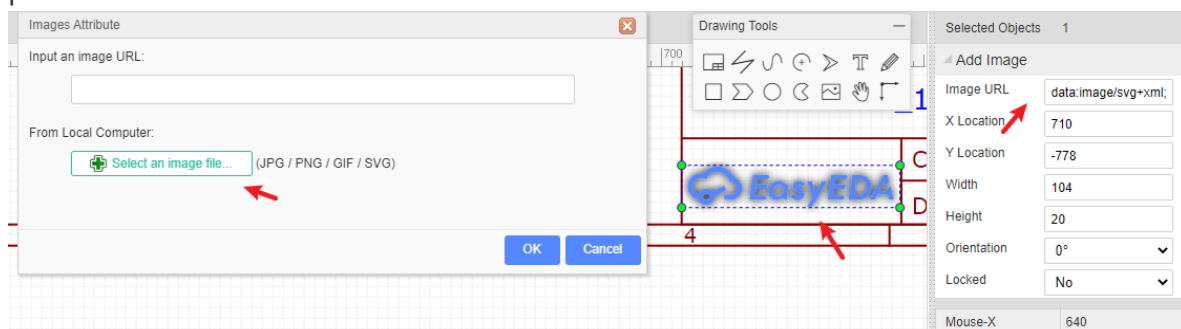 Images Attribute
Input an image URL:
From Local Computer:
Select an image file... (JPG / PNG / GIF / SVG)
OK Cancel
700
Drawing Tools
T
_1
C
EasyEDA
D
4
Selected Objects 1
Add Image
Image URL data:image/svg+xml;
X Location 710
Y Location -778
Width 104
Height 20
Orientation 0°
Locked No
Mouse-X 640